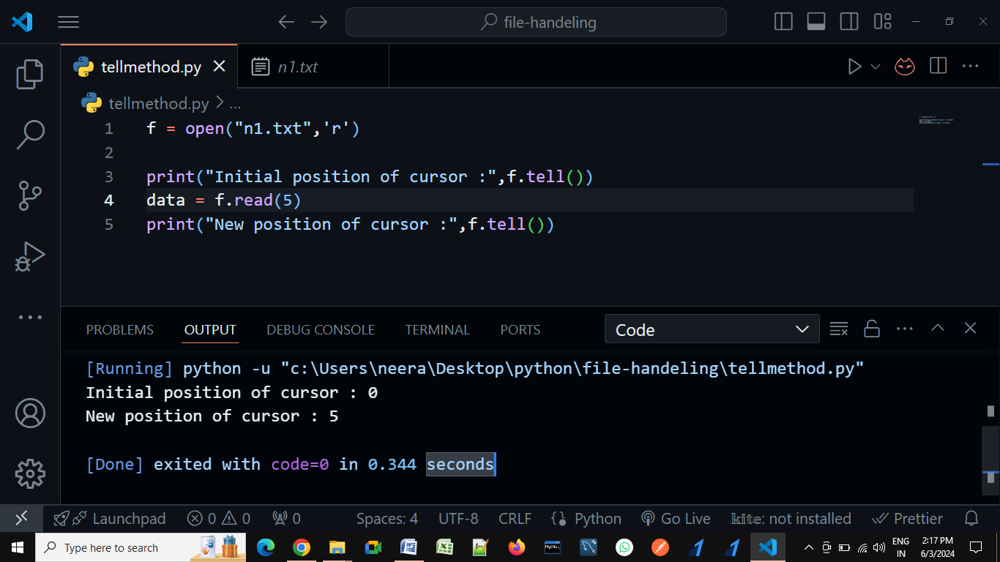 file-handeling
tellmethod.py
n1.txt
tellmethod.py > ...
1 f = open("n1.txt",'r')
2
3 print("Initial position of cursor :",f.tell())
4 data = f.read(5)
5 print("New position of cursor :",f.tell())
PROBLEMS OUTPUT DEBUG CONSOLE TERMINAL PORTS Code
[Running] python -u "c:\Users\neera\Desktop\python\file-handeling\tellmethod.py"
Initial position of cursor : 0
New position of cursor : 5
[Done] exited with code=0 in 0.344 seconds
Launchpad 0 0 0 Spaces: 4 UTF-8 CRLF Python Go Live kite: not installed Prettier
Type here to search
ENG
IN
2:17 PM
6/3/2024